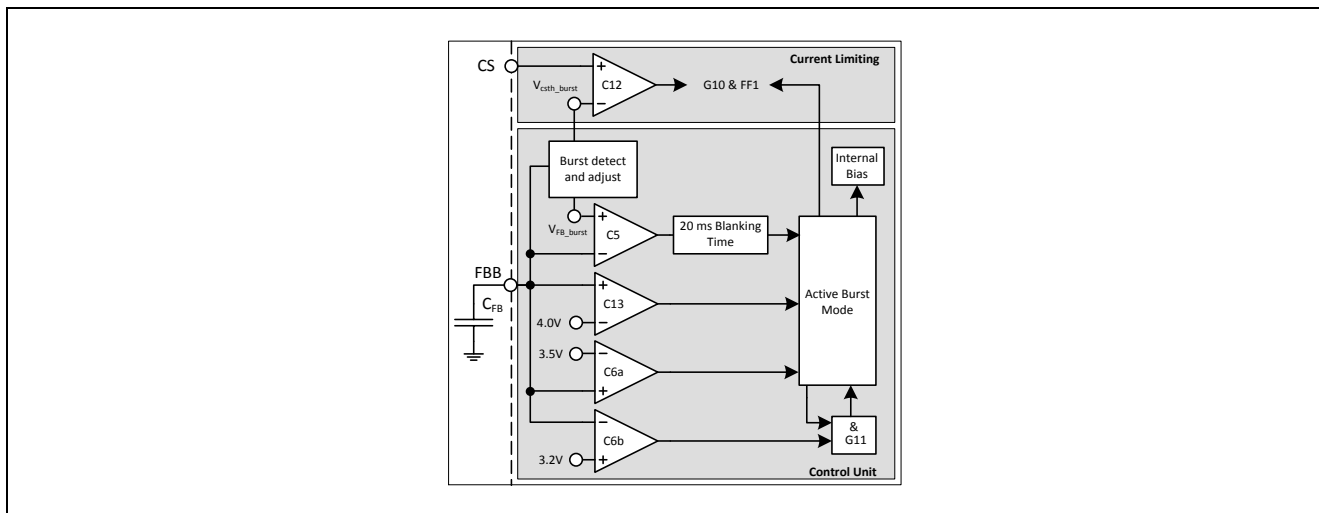 Current Limiting
CS
+
C12
G10 & FF1
V_csth_burst
−
Burst detect
and adjust
Internal
Bias
+
V_FB_burst
C5
20 ms Blanking
Time
−
FBB
+
C_FB
C13
Active Burst
Mode
4.0V
−
3.5V
−
C6a
+
−
C6b
&
G11
3.2V
+
Control Unit